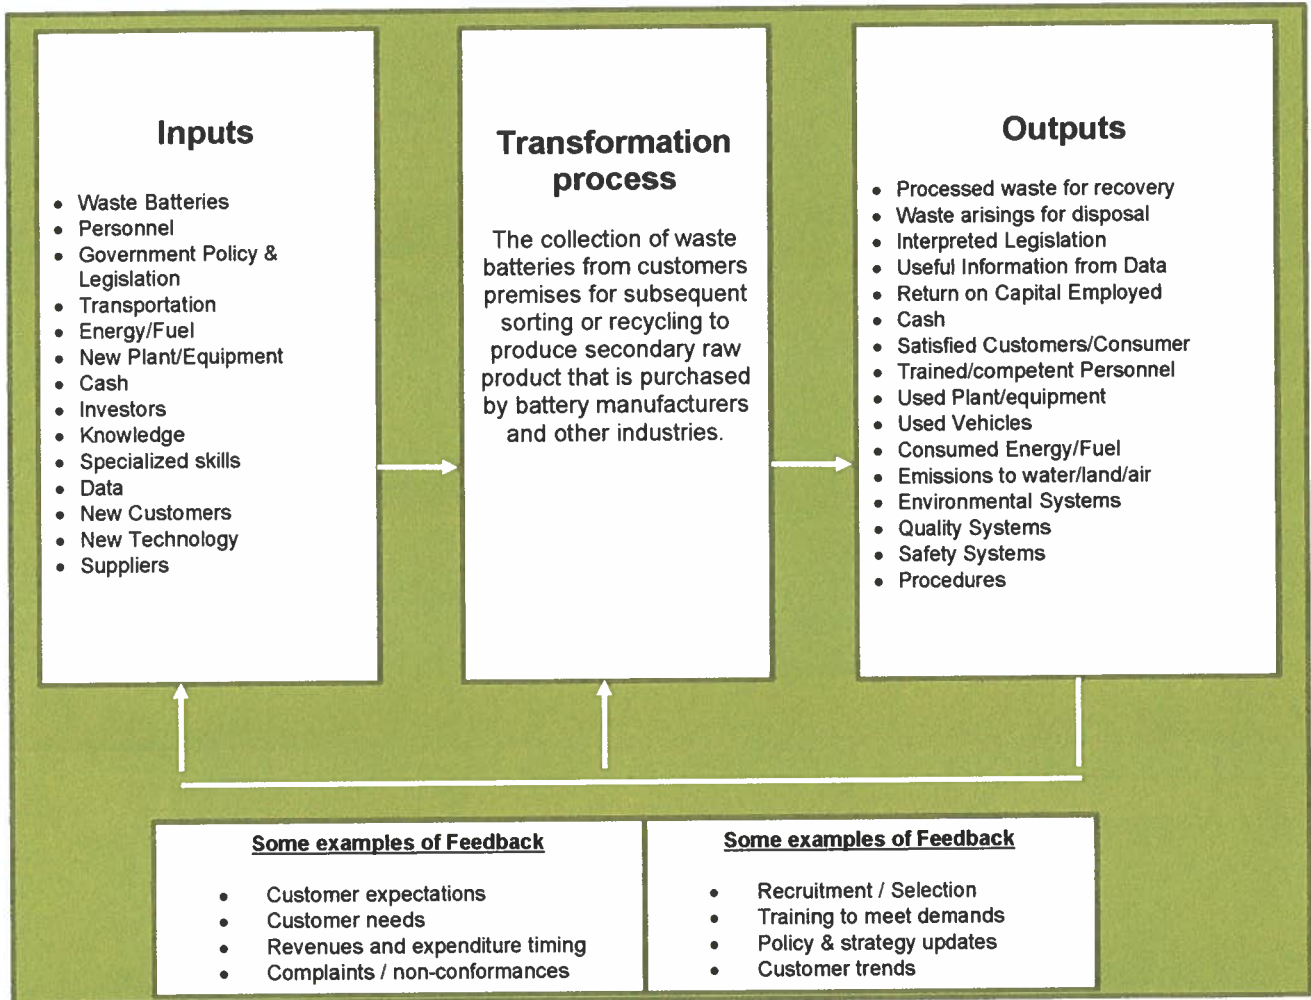 Inputs
• Waste Batteries
• Personnel
• Government Policy &
Legislation
• Transportation
• Energy/Fuel
• New Plant/Equipment
• Cash
• Investors
• Knowledge
• Specialized skills
• Data
• New Customers
• New Technology
• Suppliers
Transformation
process
The collection of waste
batteries from customers
premises for subsequent
sorting or recycling to
produce secondary raw
product that is purchased
by battery manufacturers
and other industries.
Outputs
• Processed waste for recovery
• Waste arisings for disposal
• Interpreted Legislation
• Useful Information from Data
• Return on Capital Employed
• Cash
• Satisfied Customers/Consumer
• Trained/competent Personnel
• Used Plant/equipment
• Used Vehicles
• Consumed Energy/Fuel
• Emissions to water/land/air
• Environmental Systems
• Quality Systems
• Safety Systems
• Procedures
Some examples of Feedback
• Customer expectations
• Customer needs
• Revenues and expenditure timing
• Complaints / non-conformances
Some examples of Feedback
• Recruitment / Selection
• Training to meet demands
• Policy & strategy updates
• Customer trends